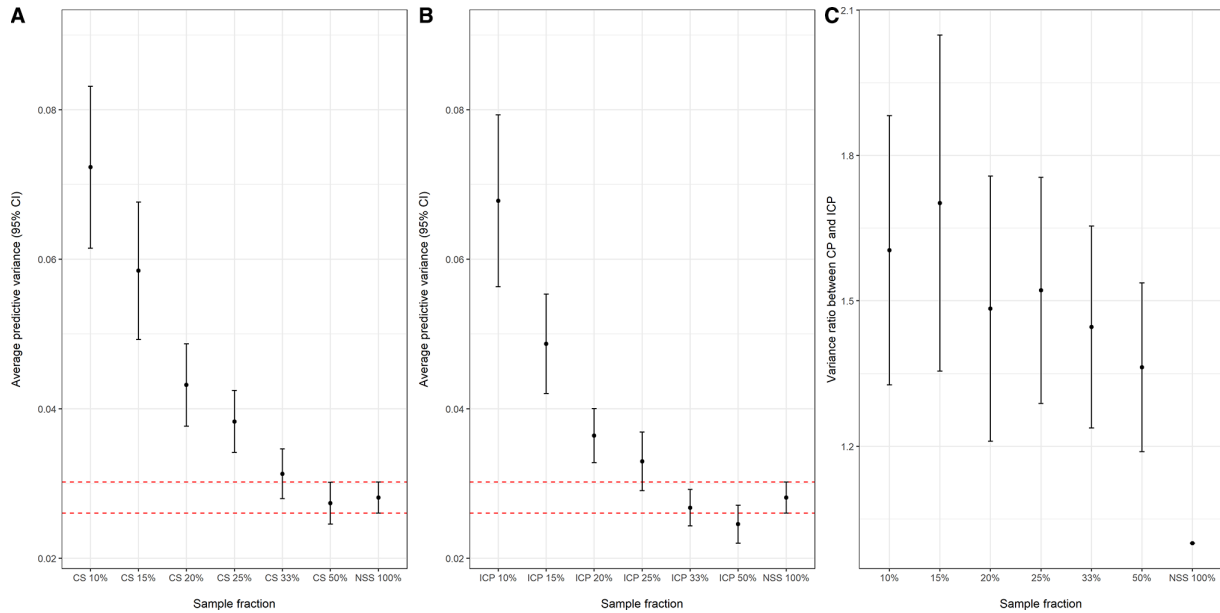 A
Average predictive variance (95% CI)
0.08
0.06
0.04
0.02
CS 10% CS 15% CS 20% CS 25% CS 33% CS 50% NSS 100%
Sample fraction
B
Average predictive variance (95% CI)
0.08
0.06
0.04
0.02
ICP 10% ICP 15% ICP 20% ICP 25% ICP 33% ICP 50% NSS 100%
Sample fraction
C
Variance ratio between CP and ICP
2.1
1.8
1.5
1.2
10% 15% 20% 25% 33% 50% NSS 100%
Sample fraction